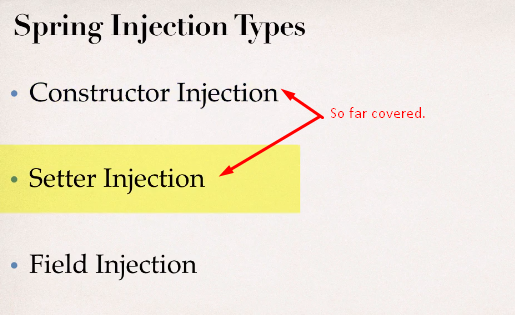 Spring Injection Types
• Constructor Injection
So far covered.
• Setter Injection
• Field Injection